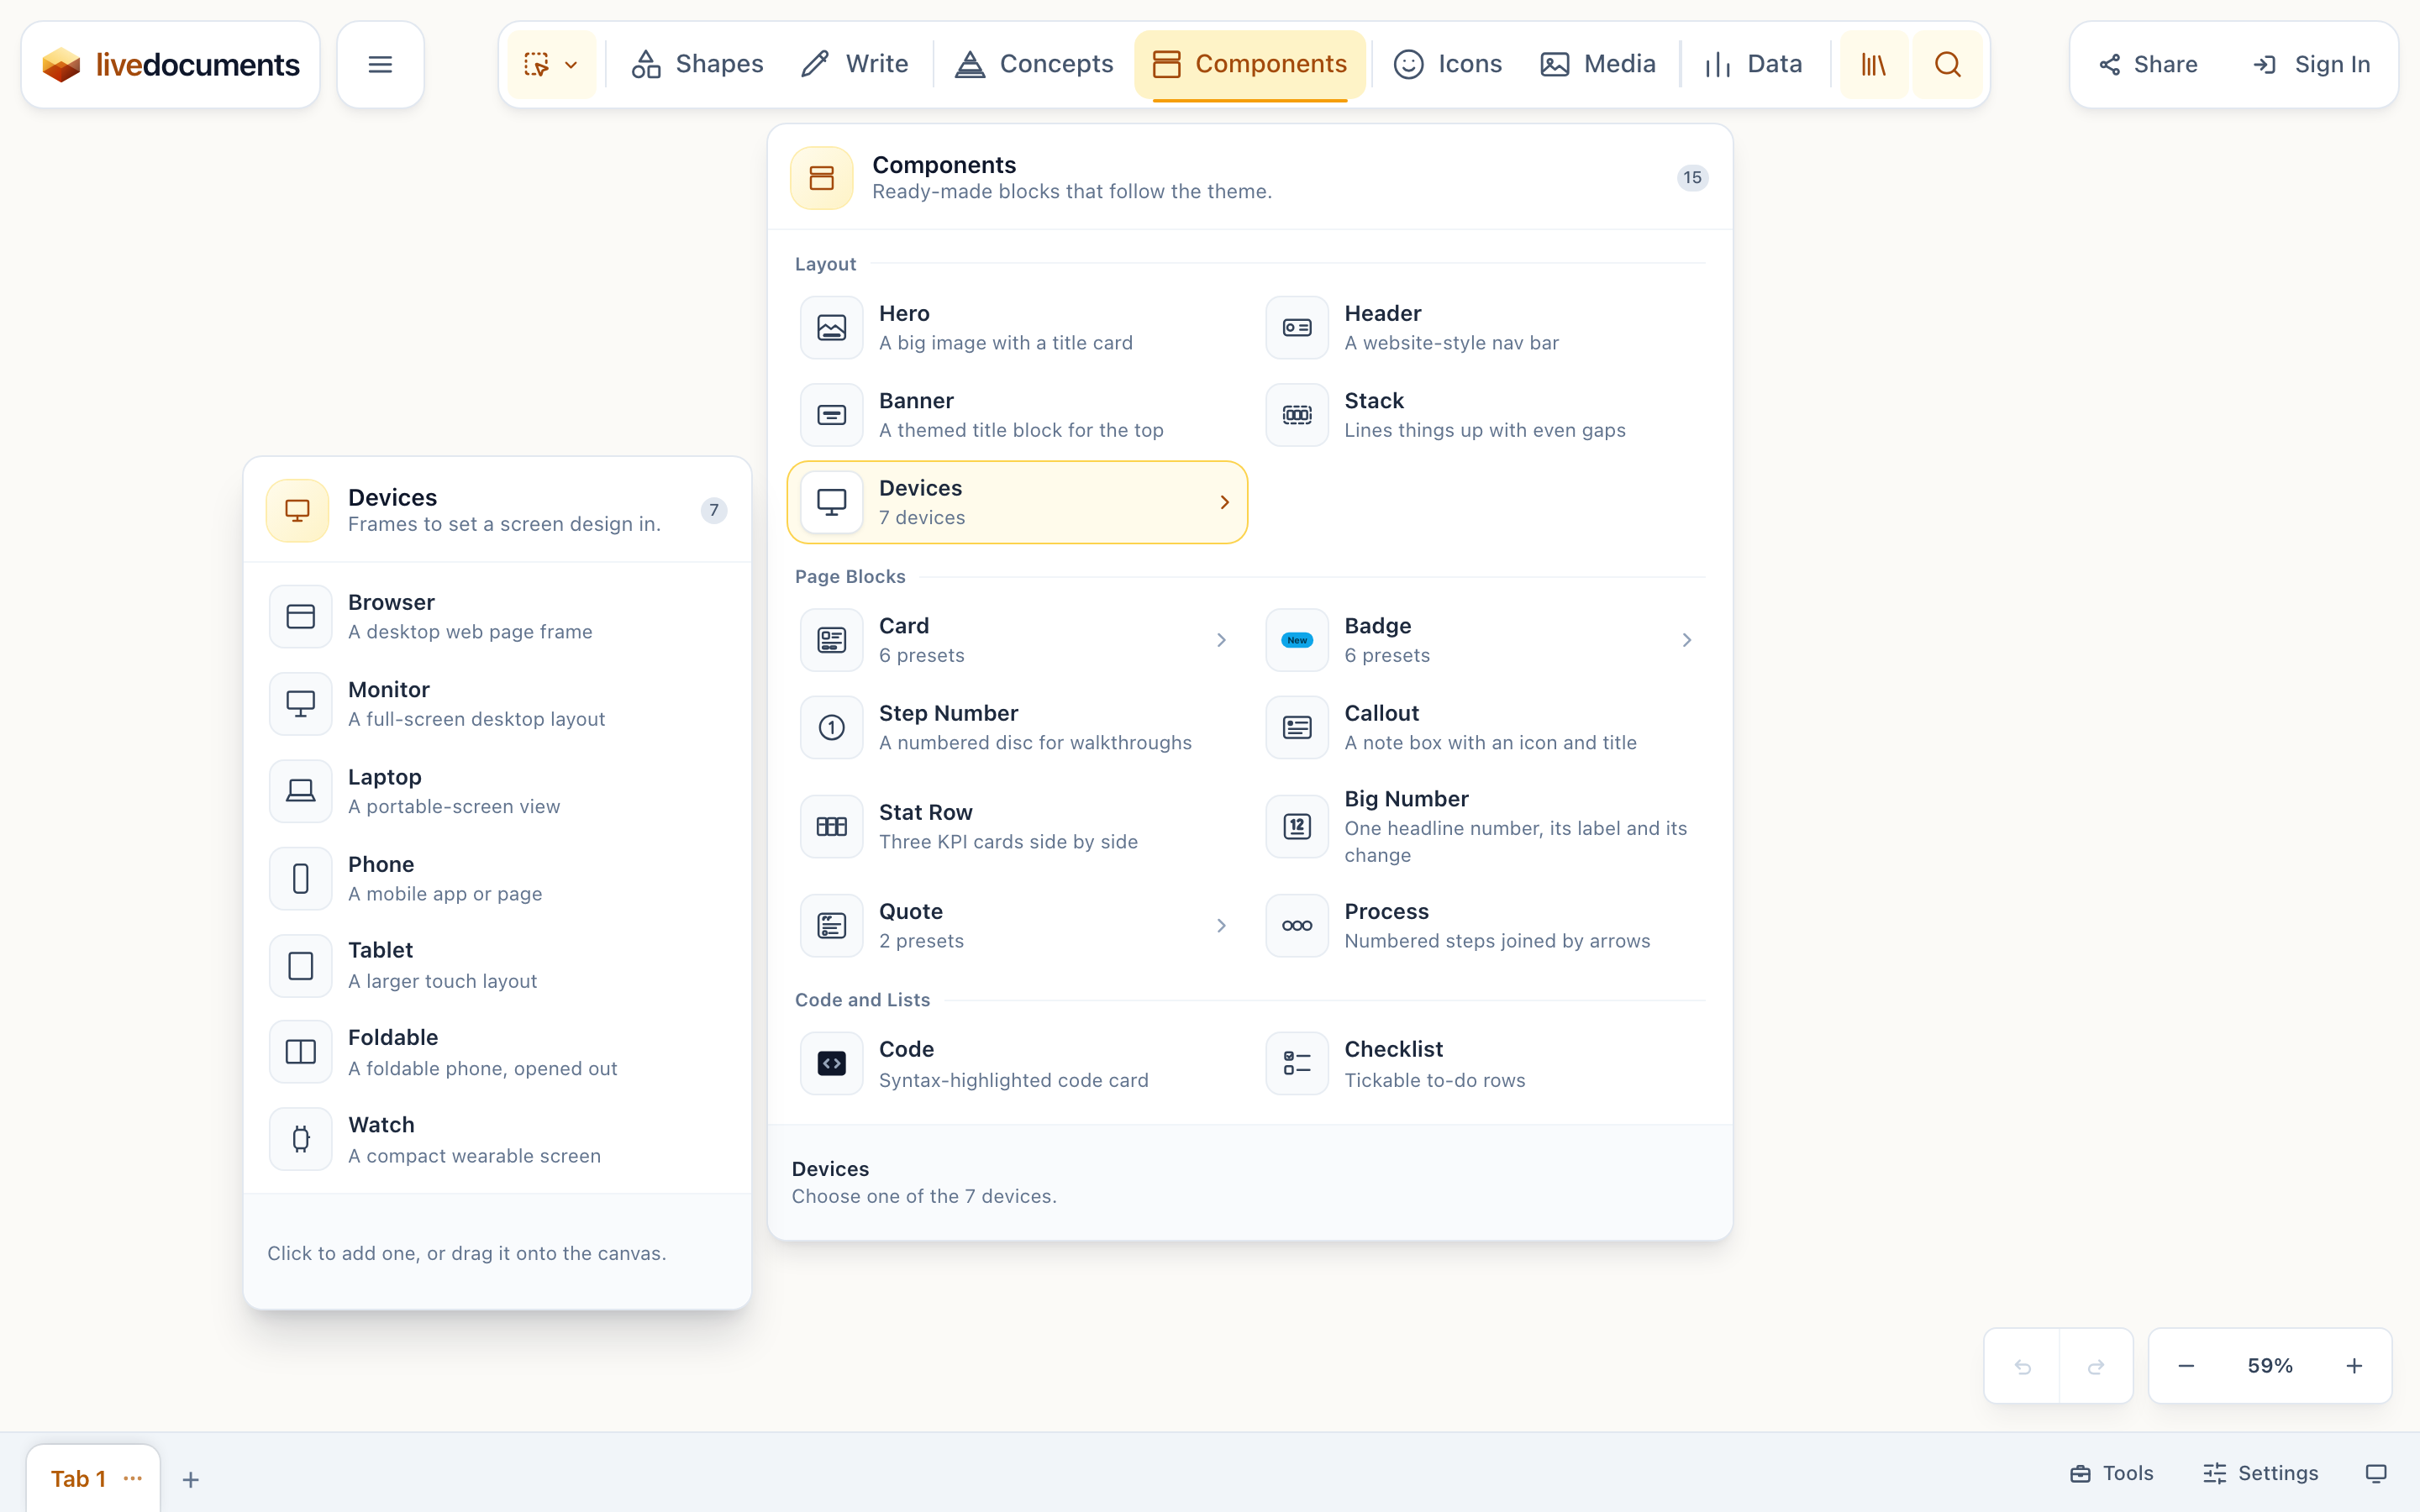 livedocuments
Shapes
Write
Concepts
Components
Icons
Media
Data
Share
Sign In
Components
Ready-made blocks that follow the theme.
15
Layout
Hero
A big image with a title card
Header
A website-style nav bar
Banner
A themed title block for the top
Stack
Lines things up with even gaps
Devices
7 devices
Page Blocks
Card
6 presets
New
Badge
6 presets
1
Step Number
A numbered disc for walkthroughs
Callout
A note box with an icon and title
Stat Row
Three KPI cards side by side
12
Big Number
One headline number, its label and its
change
Quote
2 presets
Process
Numbered steps joined by arrows
Code and Lists
Code
Syntax-highlighted code card
Checklist
Tickable to-do rows
Devices
Choose one of the 7 devices.
Devices
Frames to set a screen design in.
7
Browser
A desktop web page frame
Monitor
A full-screen desktop layout
Laptop
A portable-screen view
Phone
A mobile app or page
Tablet
A larger touch layout
Foldable
A foldable phone, opened out
Watch
A compact wearable screen
Click to add one, or drag it onto the canvas.
59%
Tab 1
Tools
Settings